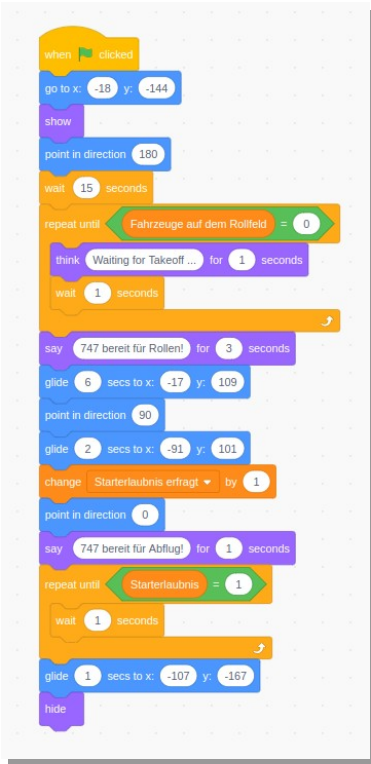 when clicked
go to x: -18 y: -144
show
point in direction 180
wait 15 seconds
repeat until Fahrzeuge auf dem Rollfeld = 0
think Waiting for Takeoff ... for 1 seconds
wait 1 seconds
say 747 bereit für Rollen! for 3 seconds
glide 6 secs to x: -17 y: 109
point in direction 90
glide 2 secs to x: -91 y: 101
change Starterlaubnis erfragt by 1
point in direction 0
say 747 bereit für Abflug! for 1 seconds
repeat until Starterlaubnis = 1
wait 1 seconds
glide 1 secs to x: -107 y: -167
hide